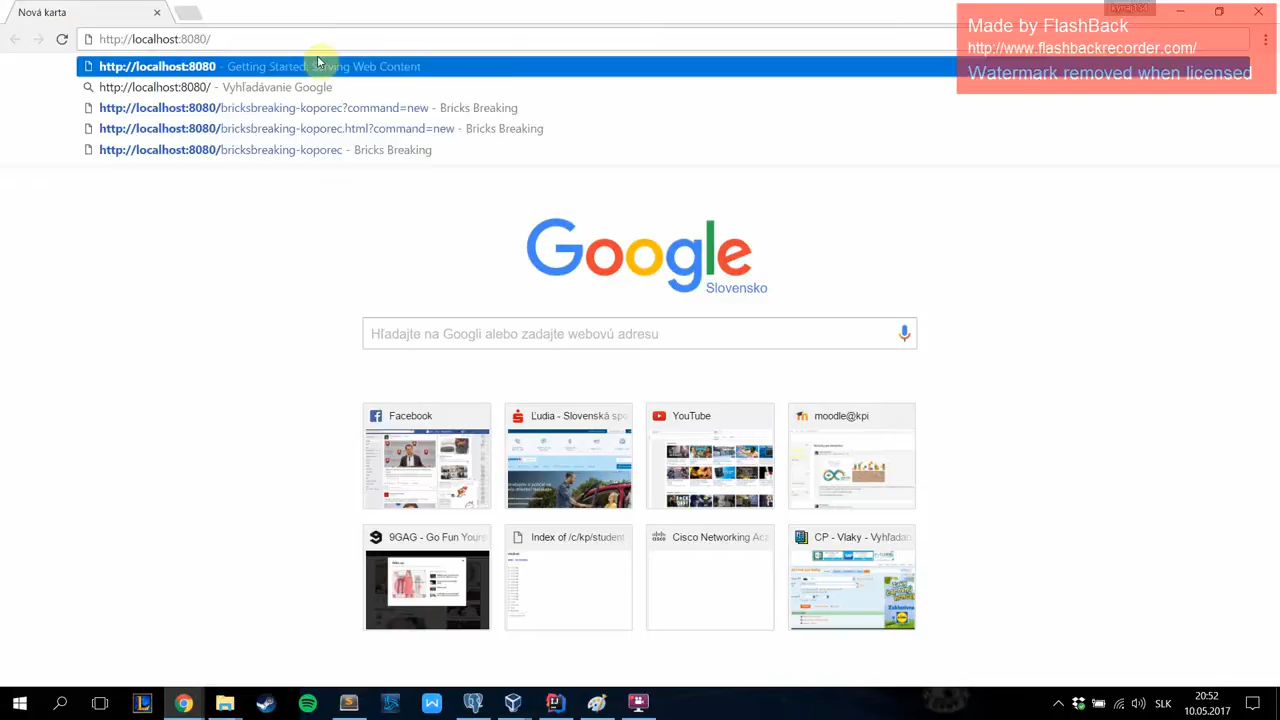 Nová karta
kynaj154
Made by FlashBack
http://www.flashbackrecorder.com/
Watermark removed when licensed
http://localhost:8080/
http://localhost:8080 - Getting Started: Serving Web Content
http://localhost:8080/ - Vyhľadávanie Google
http://localhost:8080/bricksbreaking-koporec?command=new - Bricks Breaking
http://localhost:8080/bricksbreaking-koporec.html?command=new - Bricks Breaking
http://localhost:8080/bricksbreaking-koporec - Bricks Breaking
Google
Slovensko
Hľadajte na Googli alebo zadajte webovú adresu
Facebook
Ľudia - Slovenská spo
YouTube
moodle@kpi
9GAG - Go Fun Yours
Index of /c/kp/student
Cisco Networking Aca
CP - Vlaky - Vyhľadan
SLK
20:52
10.05.2017